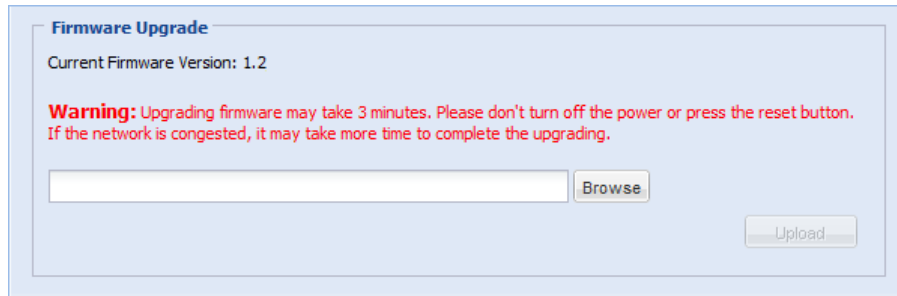 Firmware Upgrade
Current Firmware Version: 1.2
Warning: Upgrading firmware may take 3 minutes. Please don't turn off the power or press the reset button.
If the network is congested, it may take more time to complete the upgrading.
Browse
Upload